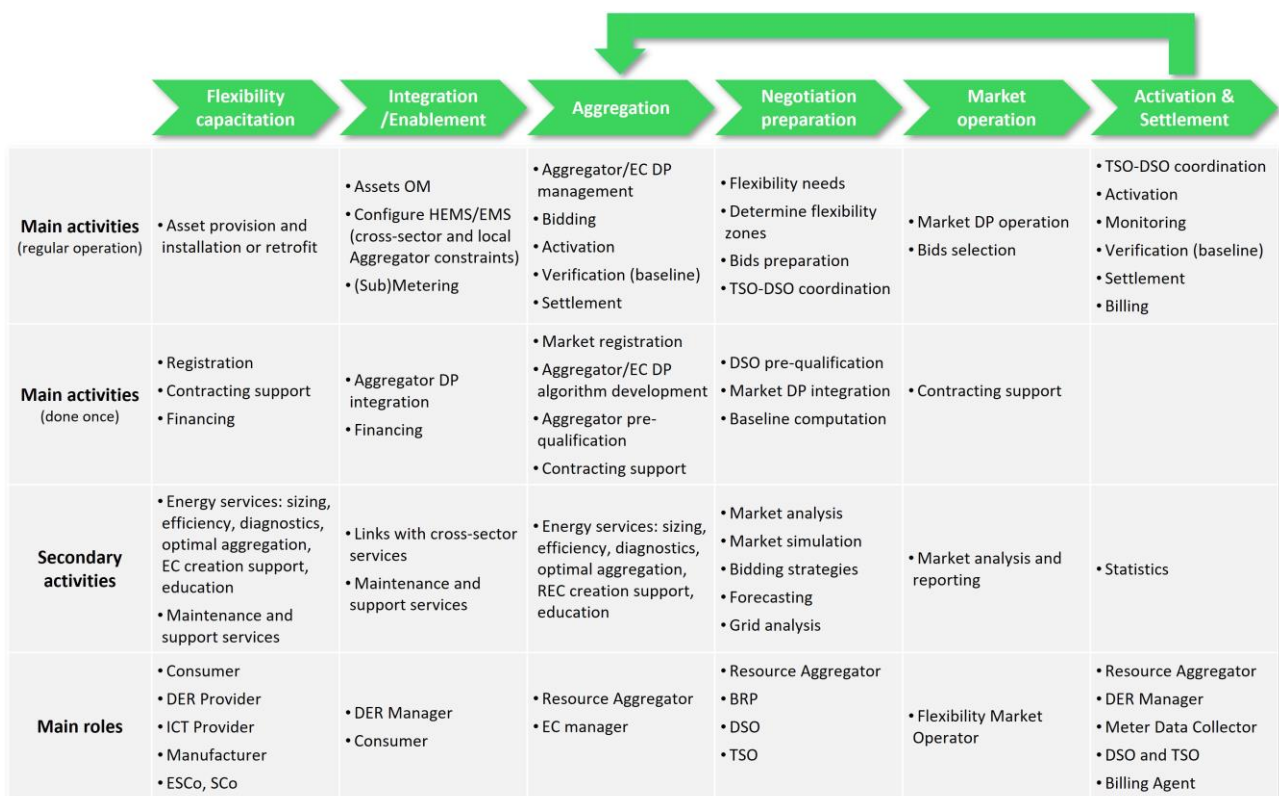 Flexibility
capacitation
Integration
/Enablement
Aggregation
Negotiation
preparation
Market
operation
Activation &
Settlement
Main activities
(regular operation)
• Asset provision and
installation or retrofit
• Assets OM
• Configure HEMS/EMS
(cross-sector and local
Aggregator constraints)
• (Sub)Metering
• Aggregator/EC DP
management
• Bidding
• Activation
• Verification (baseline)
• Settlement
• Flexibility needs
• Determine flexibility
zones
• Bids preparation
• TSO-DSO coordination
• Market DP operation
• Bids selection
• TSO-DSO coordination
• Activation
• Monitoring
• Verification (baseline)
• Settlement
• Billing
Main activities
(done once)
• Registration
• Contracting support
• Financing
• Aggregator DP
integration
• Financing
• Market registration
• Aggregator/EC DP
algorithm development
• Aggregator pre-
qualification
• Contracting support
• DSO pre-qualification
• Market DP integration
• Baseline computation
• Contracting support
Secondary
activities
• Energy services: sizing,
efficiency, diagnostics,
optimal aggregation,
EC creation support,
education
• Maintenance and
support services
• Links with cross-sector
services
• Maintenance and
support services
• Energy services: sizing,
efficiency, diagnostics,
optimal aggregation,
REC creation support,
education
• Market analysis
• Market simulation
• Bidding strategies
• Forecasting
• Grid analysis
• Market analysis and
reporting
• Statistics
Main roles
• Consumer
• DER Provider
• ICT Provider
• Manufacturer
• ESCo, SCo
• DER Manager
• Consumer
• Resource Aggregator
• EC manager
• Resource Aggregator
• BRP
• DSO
• TSO
• Flexibility Market
Operator
• Resource Aggregator
• DER Manager
• Meter Data Collector
• DSO and TSO
• Billing Agent